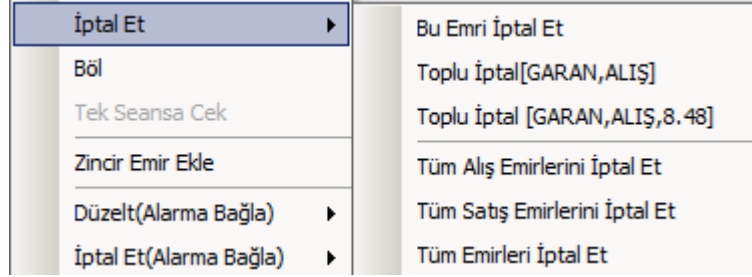 İptal Et
Böl
Tek Seansa Cek
Zincir Emir Ekle
Düzelt(Alarma Bağla)
İptal Et(Alarma Bağla)
Bu Emri İptal Et
Toplu İptal[GARAN,ALIŞ]
Toplu İptal [GARAN,ALIŞ,8.48]
Tüm Alış Emirlerini İptal Et
Tüm Satış Emirlerini İptal Et
Tüm Emirleri İptal Et